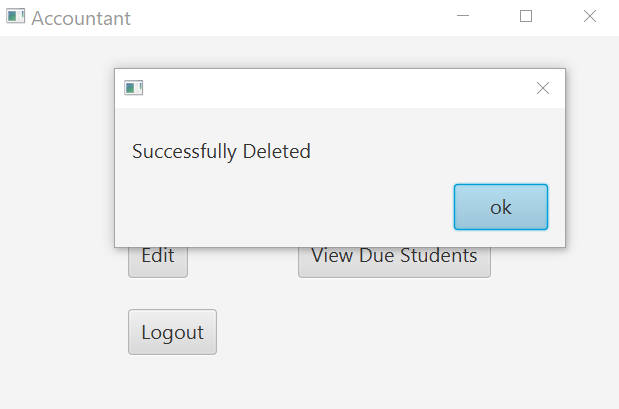 Accountant
Successfully Deleted
ok
Edit
View Due Students
Logout